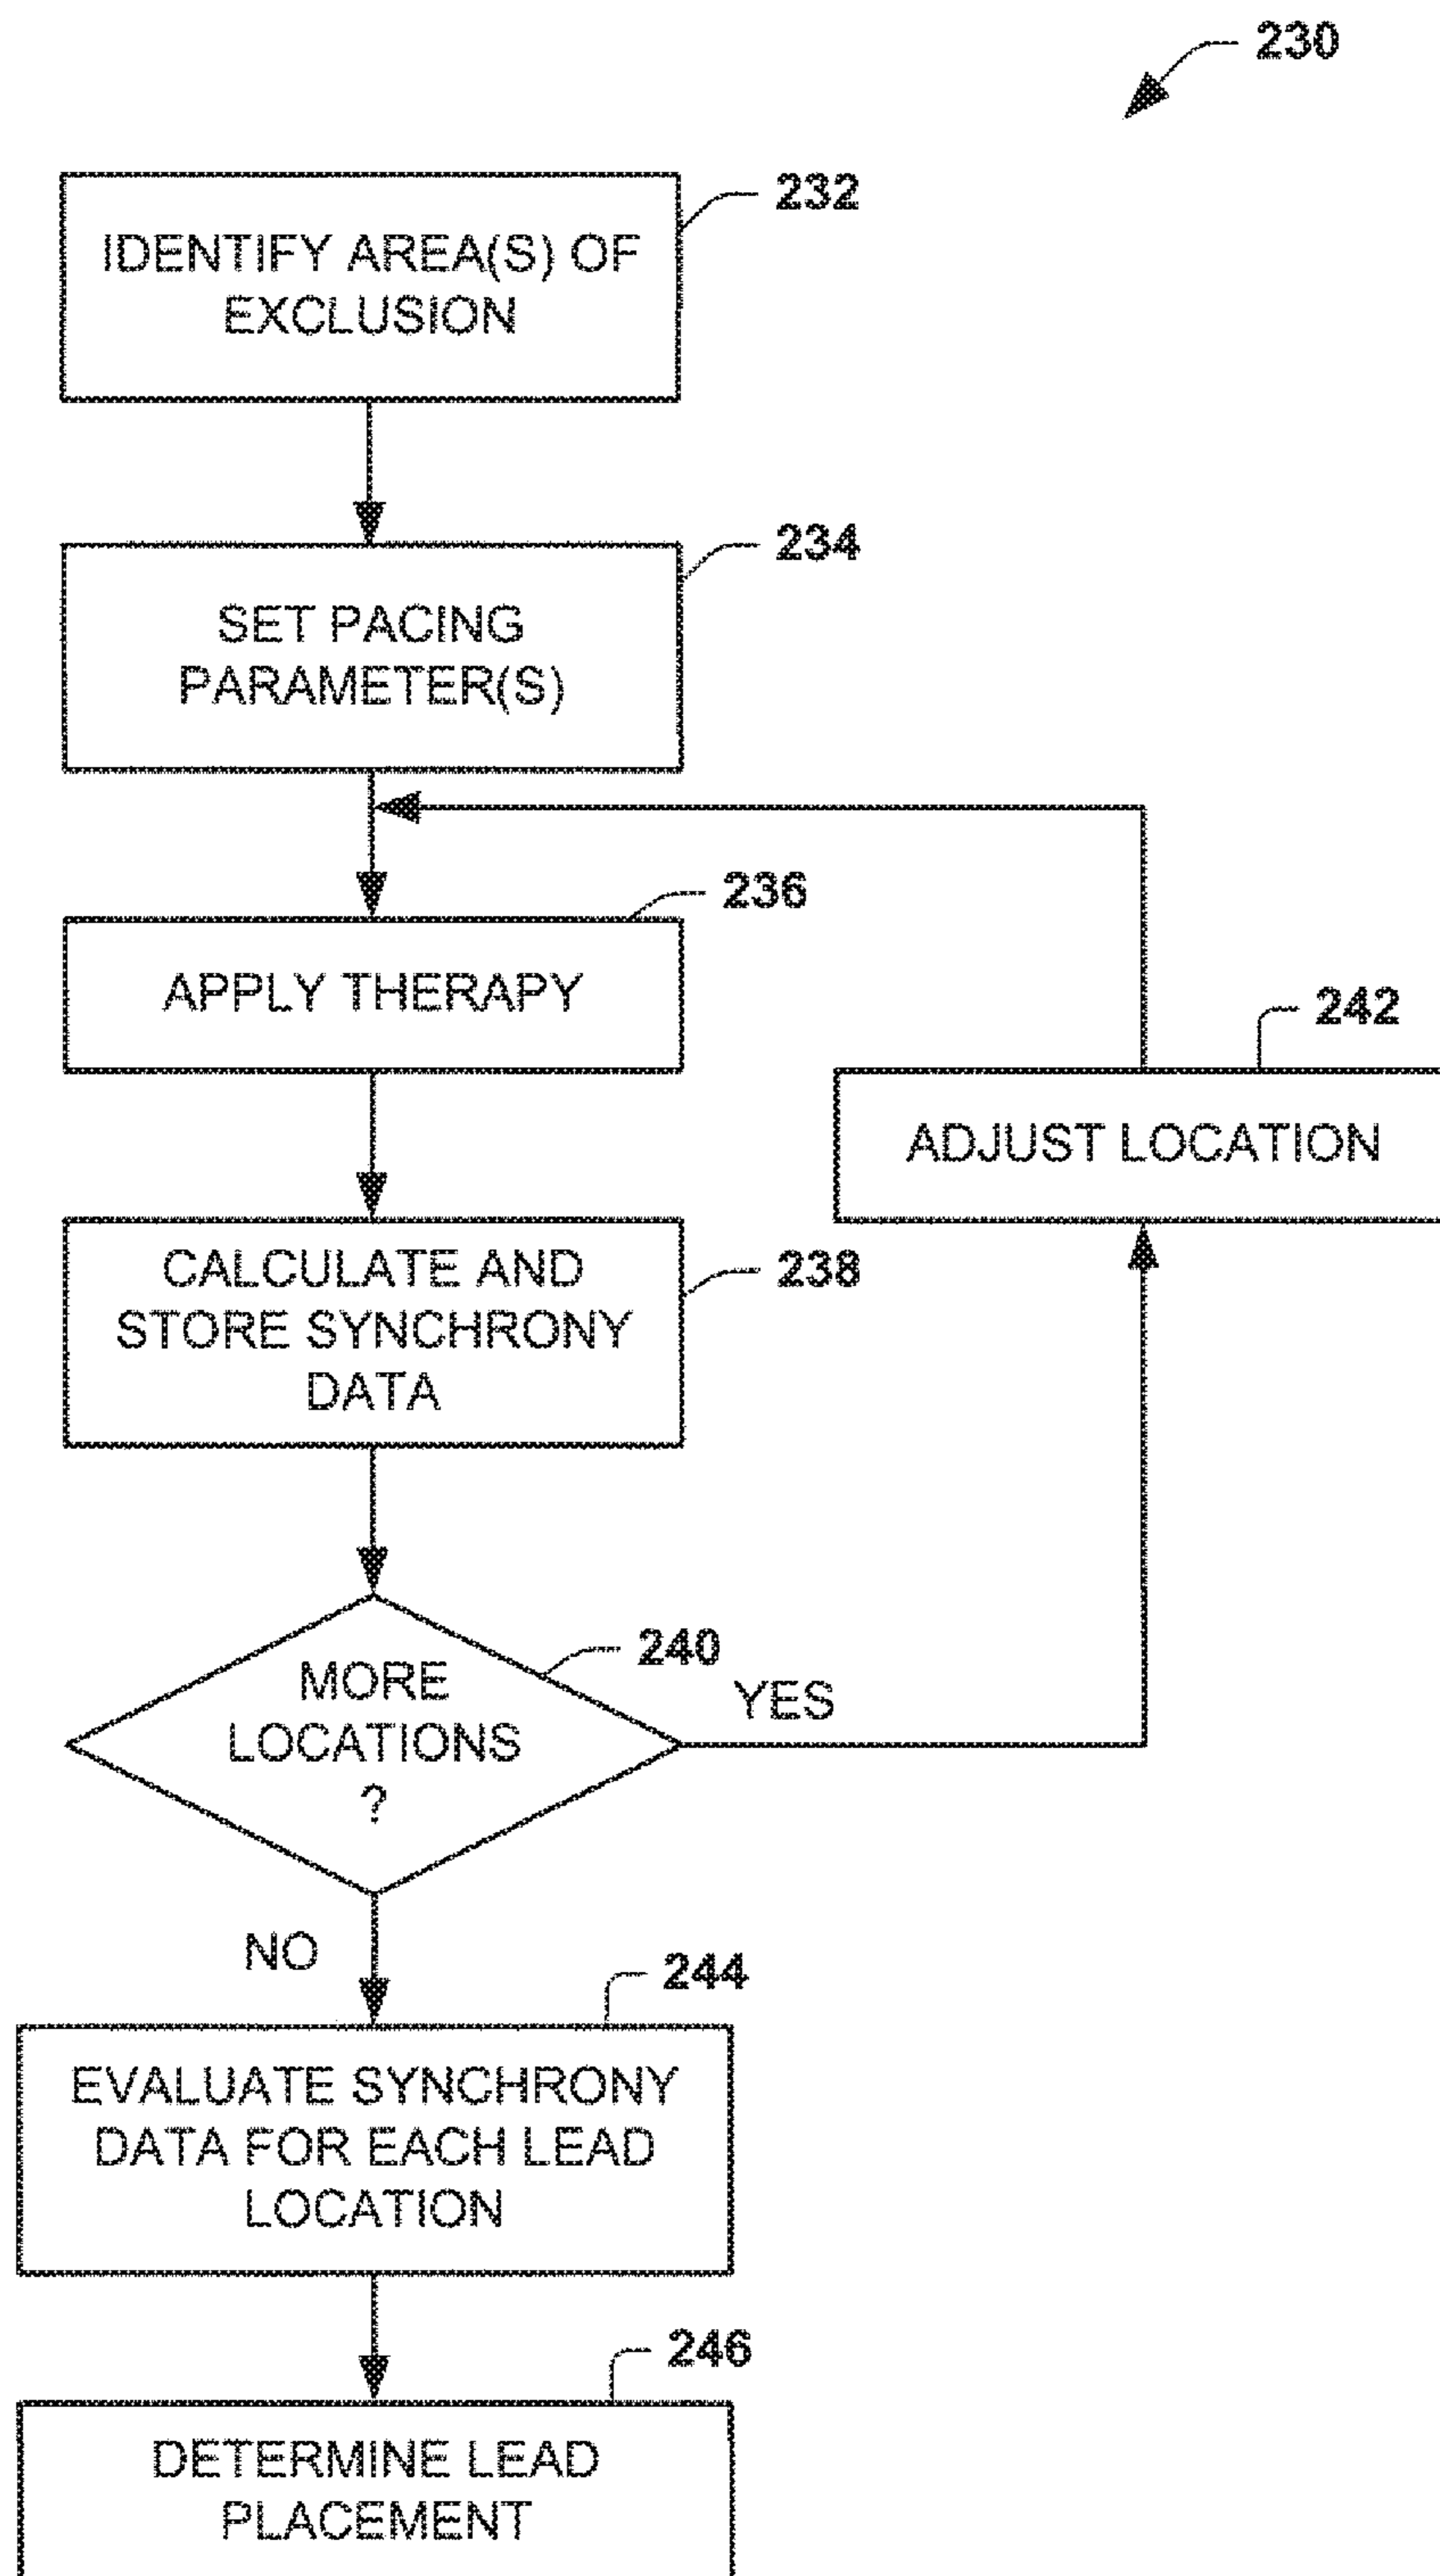 230
232
IDENTIFY AREA(S) OF
EXCLUSION
234
SET PACING
PARAMETER(S)
236
APPLY THERAPY
242
ADJUST LOCATION
238
CALCULATE AND
STORE SYNCHRONY
DATA
240
MORE
LOCATIONS
?
YES
NO
244
EVALUATE SYNCHRONY
DATA FOR EACH LEAD
LOCATION
246
DETERMINE LEAD
PLACEMENT